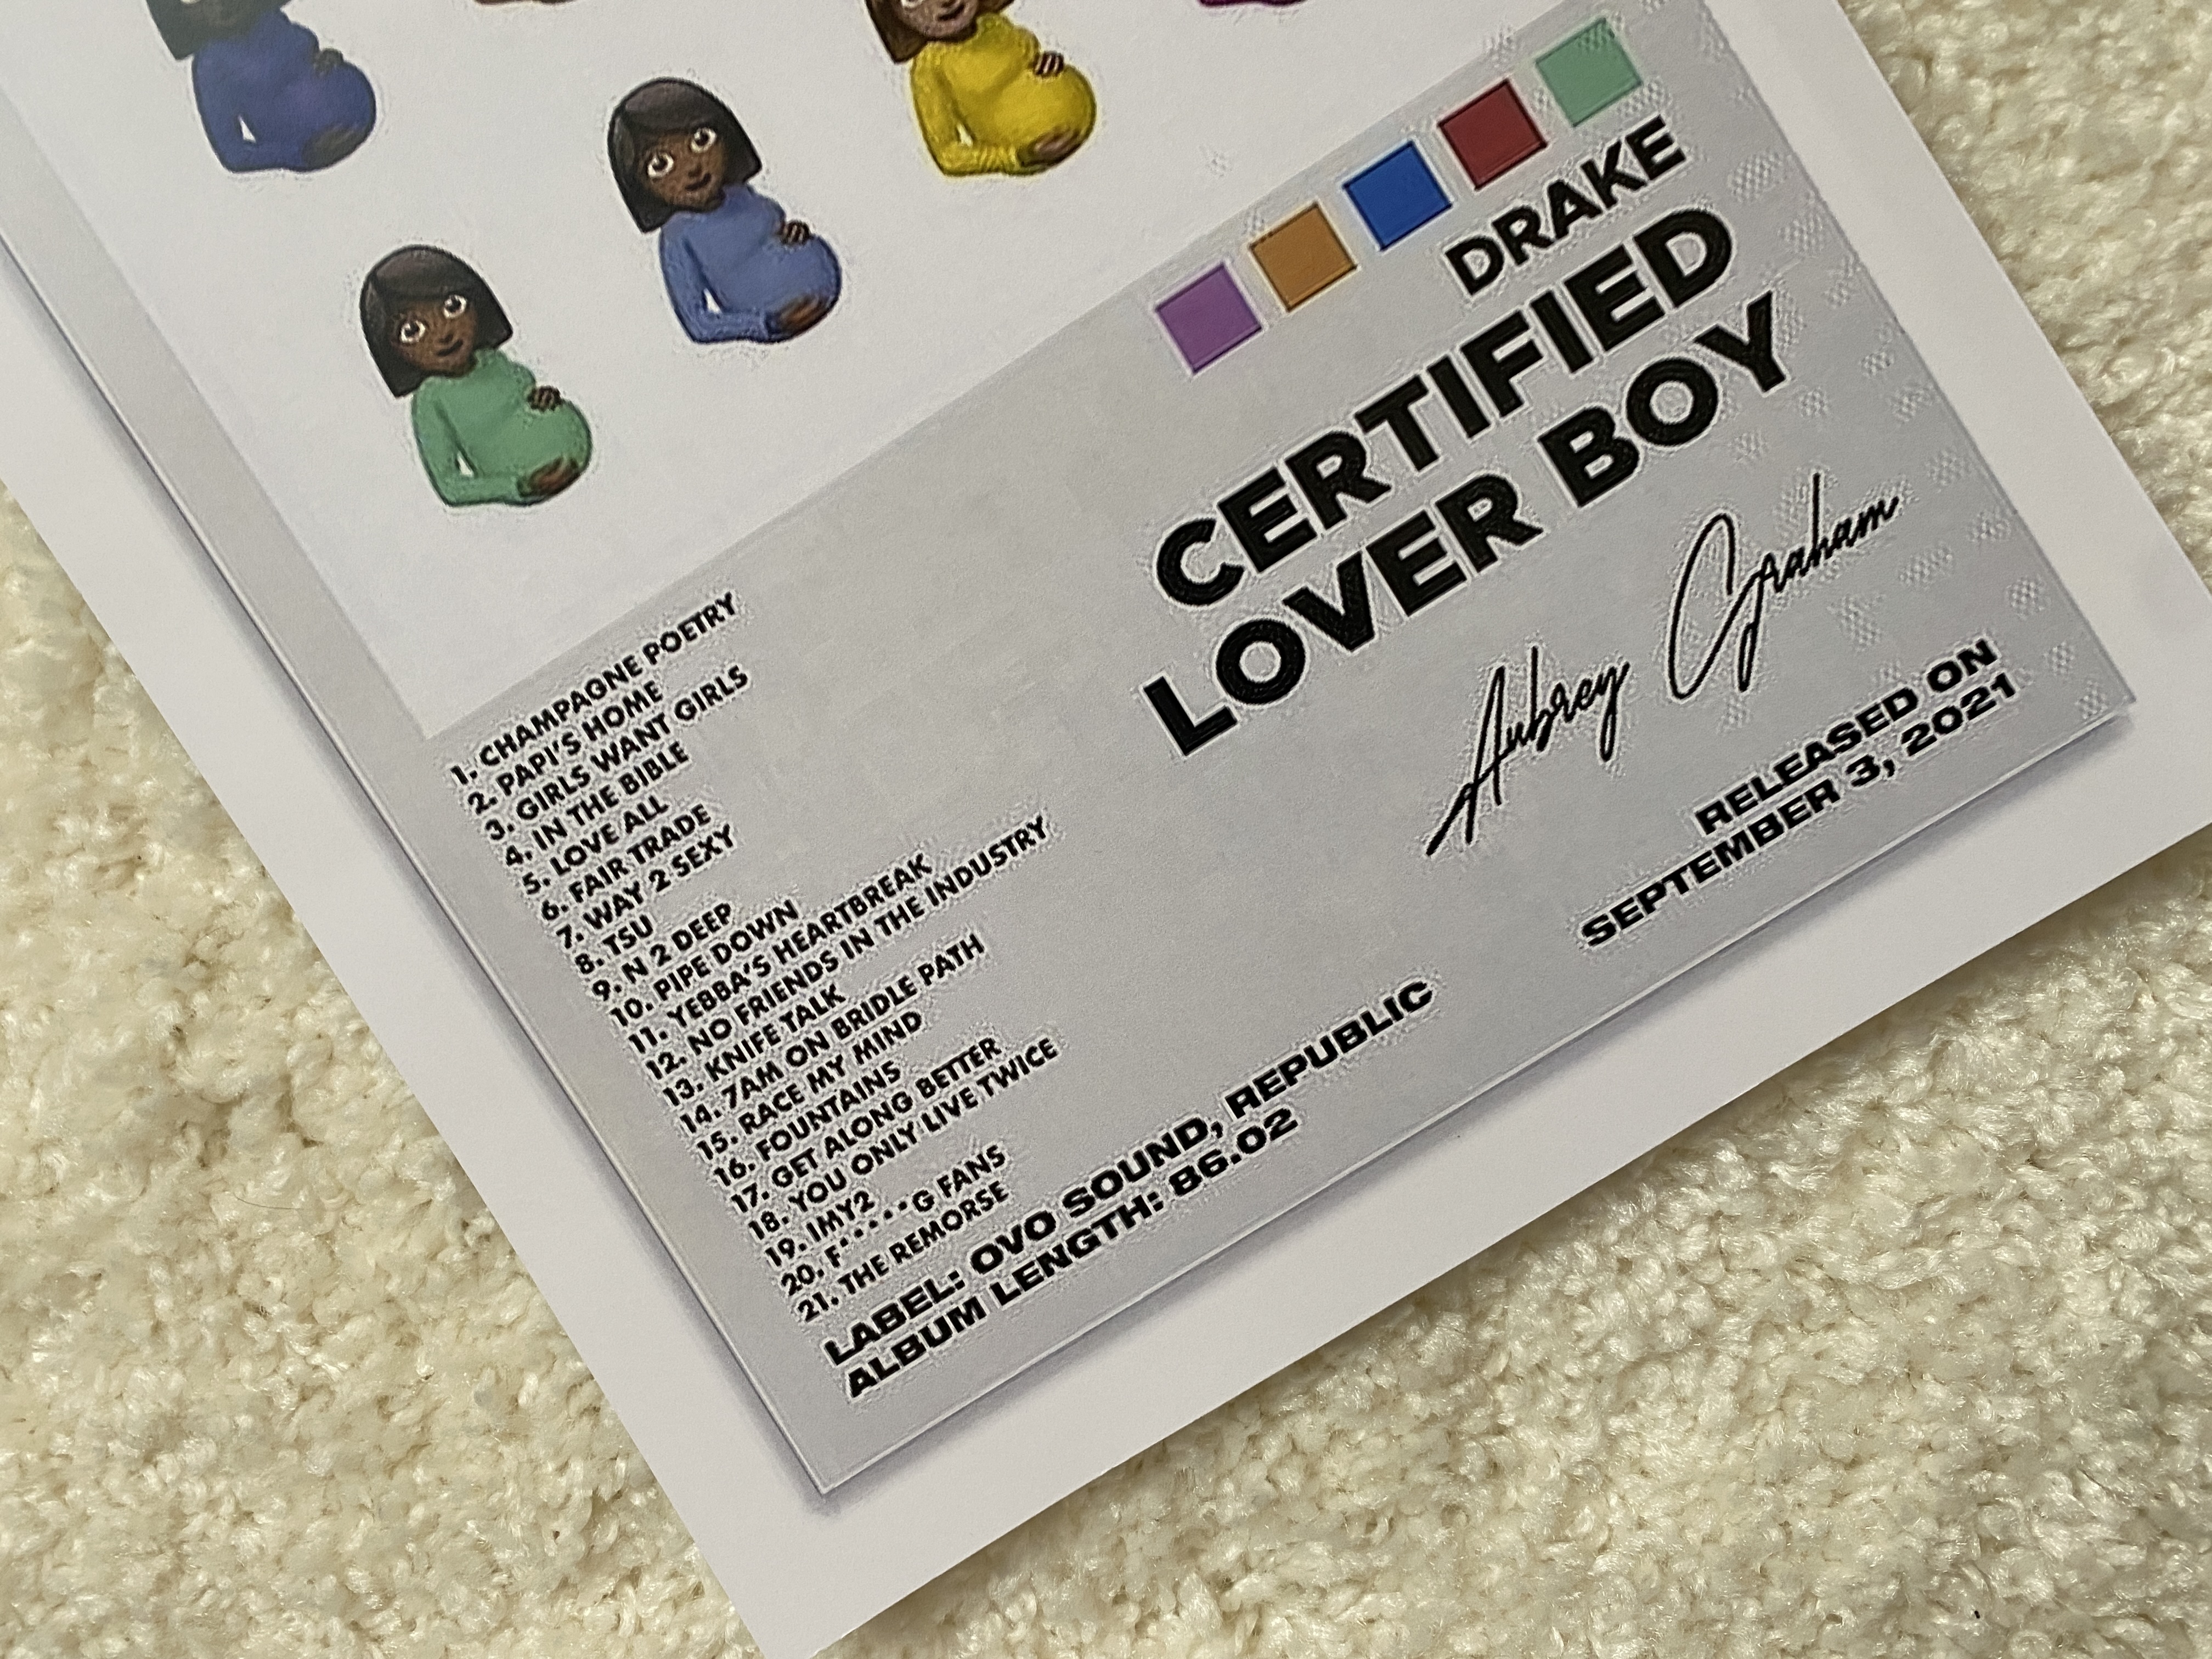 1. CHAMPAGNE POETRY
2. PAPI'S HOME
3. GIRLS WANT GIRLS
4. IN THE BIBLE
5. LOVE ALL
6. FAIR TRADE
7. WAY 2 SEXY
8. TSU
9. N 2 DEEP
10. PIPE DOWN
11. YEBBA'S HEARTBREAK
12. NO FRIENDS IN THE INDUSTRY
13. KNIFE TALK
14. 7AM ON BRIDLE PATH
15. RACE MY MIND
16. FOUNTAINS
17. GET ALONG BETTER
18. YOU ONLY LIVE TWICE
19. IMY2
20. F·····G FANS
21. THE REMORSE
LABEL: OVO SOUND, REPUBLIC
ALBUM LENGTH: 86.02
DRAKE
CERTIFIED
LOVER BOY
Aubrey Graham
RELEASED ON
SEPTEMBER 3, 2021